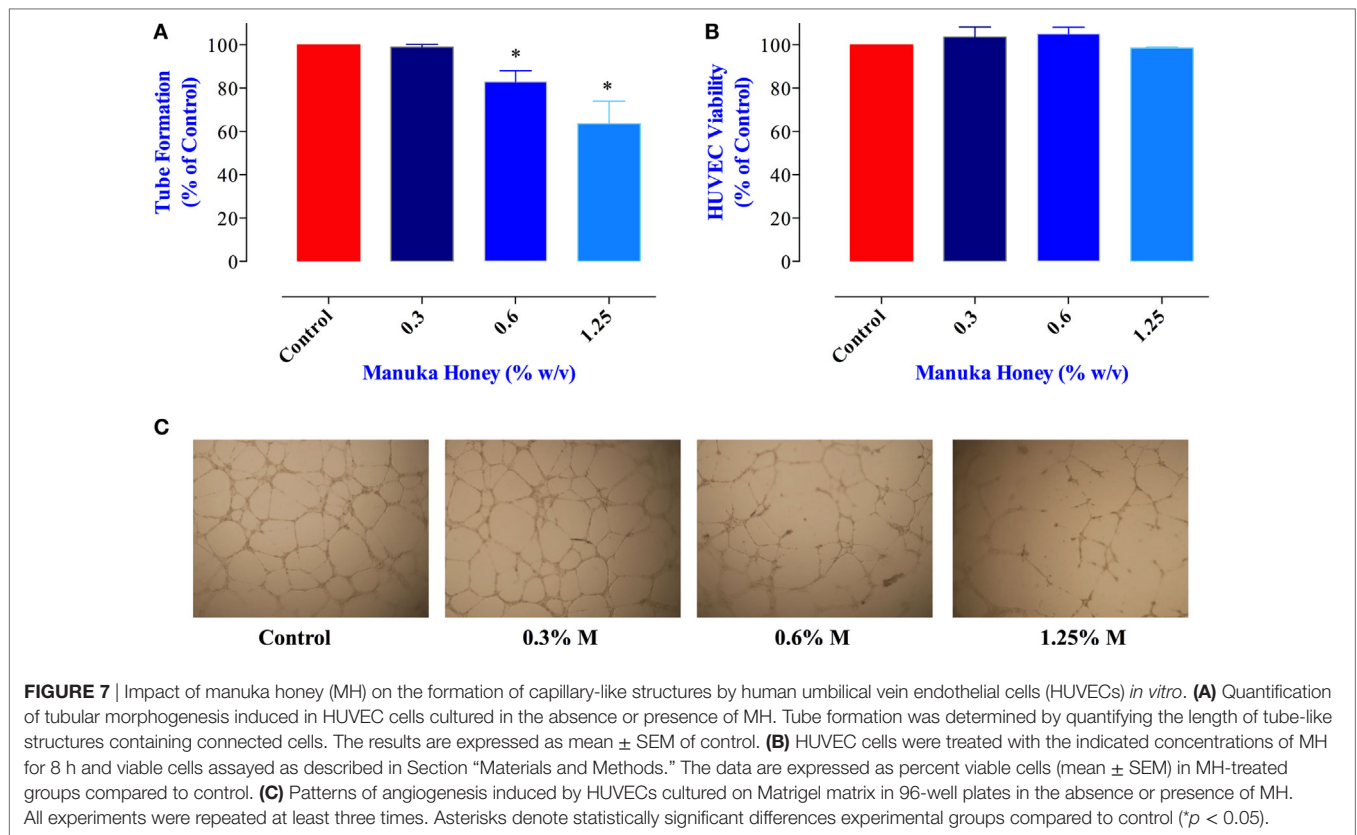 A
Tube Formation
(% of Control)
100
80
60
40
20
0
*
*
Control
0.3
0.6
1.25
Manuka Honey (% w/v)
B
HUVEC Viability
(% of Control)
100
80
60
40
20
0
Control
0.3
0.6
1.25
Manuka Honey (% w/v)
C
Control
0.3% M
0.6% M
1.25% M
FIGURE 7 | Impact of manuka honey (MH) on the formation of capillary-like structures by human umbilical vein endothelial cells (HUVECs) in vitro. (A) Quantification
of tubular morphogenesis induced in HUVEC cells cultured in the absence or presence of MH. Tube formation was determined by quantifying the length of tube-like
structures containing connected cells. The results are expressed as mean ± SEM of control. (B) HUVEC cells were treated with the indicated concentrations of MH
for 8 h and viable cells assayed as described in Section “Materials and Methods.” The data are expressed as percent viable cells (mean ± SEM) in MH-treated
groups compared to control. (C) Patterns of angiogenesis induced by HUVECs cultured on Matrigel matrix in 96-well plates in the absence or presence of MH.
All experiments were repeated at least three times. Asterisks denote statistically significant differences experimental groups compared to control (*p < 0.05).